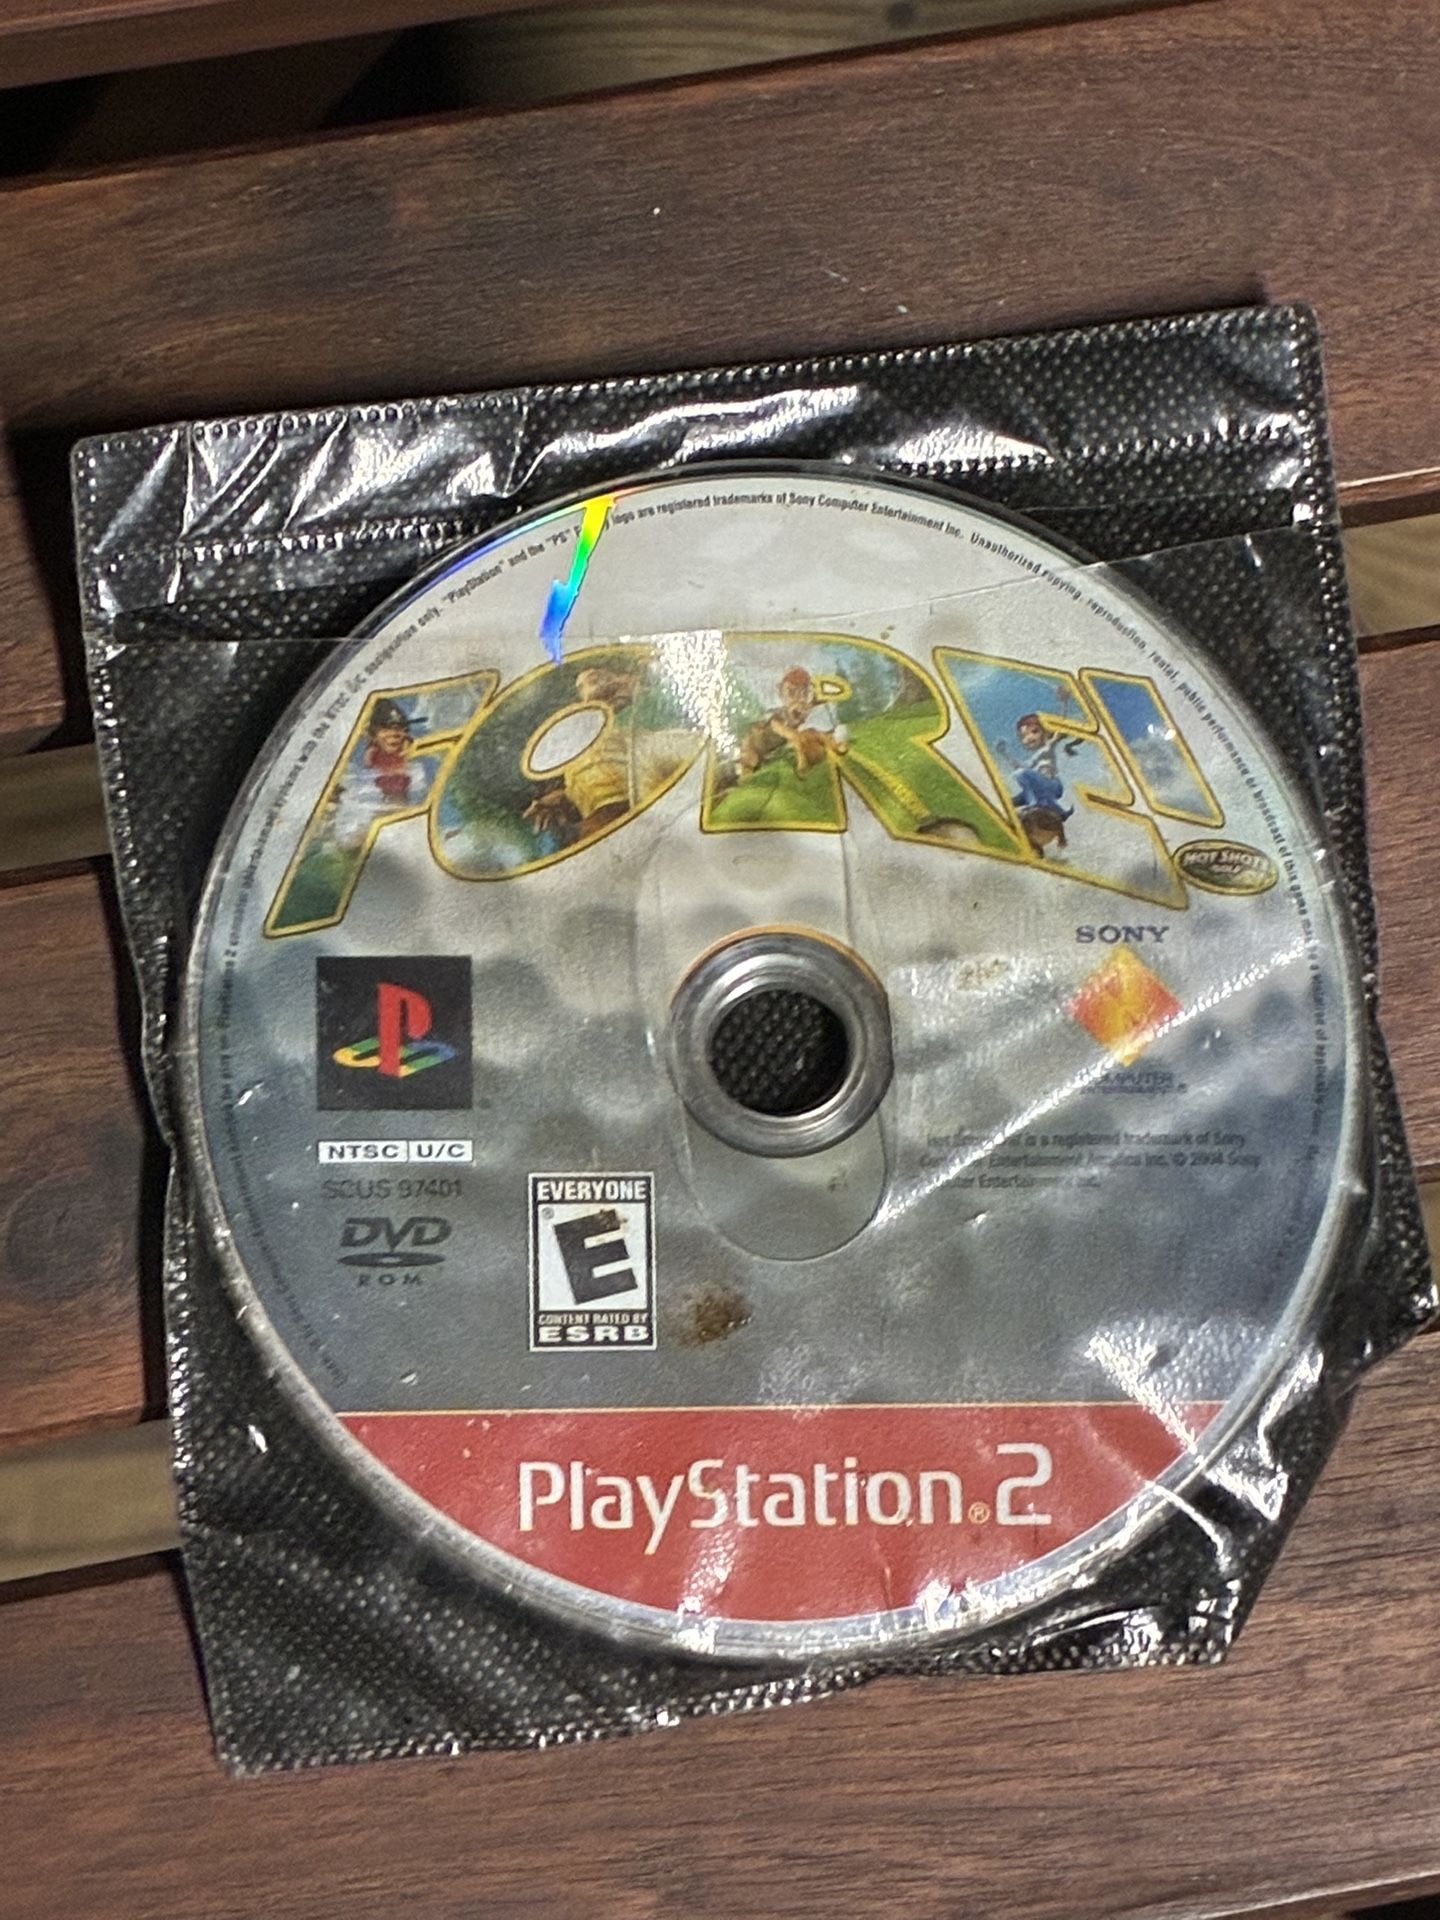 "PlayStation" and the "PS" logo are registered trademarks of Sony Computer Entertainment Inc. Unauthorized copying, reproduction, rental, public performance or broadcast of this game
FORE!
HOT SHOTS
SONY
COMPUTER
NTSC U/C
SCUS 97401
DVD
ROM
is a registered trademark of Sony
Entertainment America Inc. © 2004 Sony
Entertainment Inc.
EVERYONE
E
CONTENT RATED BY
ESRB
PlayStation®2